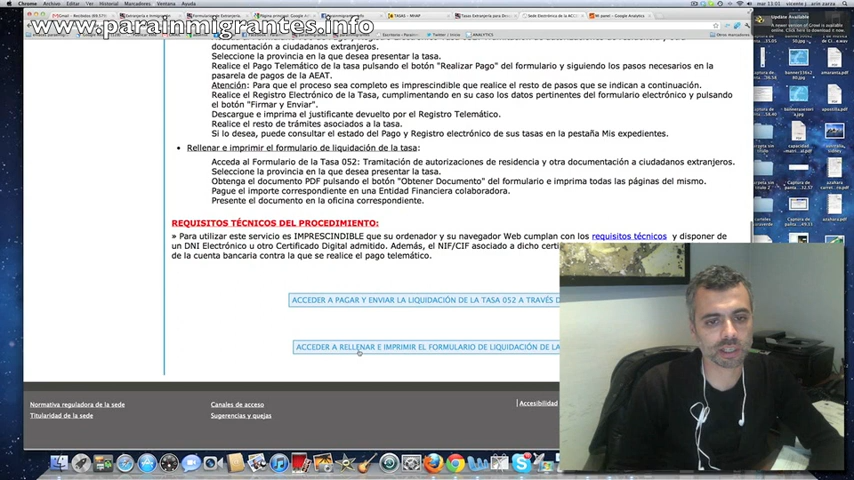 Chrome Archivo Editar Ver Historial Marcadores Ventana Ayuda
www.parainmigrantes.info
Update Available
documentación a ciudadanos extranjeros.
Seleccione la provincia en que desea presentar la tasa.
Realice el Pago Telemático de la tasa pulsando el botón "Realizar Pago" del formulario y siguiendo los pasos necesarios en la
pasarela de pagos de la AEAT.
Atención: Para que el proceso sea completo es imprescindible que realice el resto de pasos que se indican a continuación.
Realice el Registro Electrónico de la Tasa, cumplimentando en su caso los datos pertinentes del formulario electrónico y pulsando
el botón "Firmar y Enviar".
Descargue e imprima el justificante devuelto por el Registro Telemático.
Realice el resto de trámites asociados a la tasa.
Si lo desea, puede consultar el estado del Pago y Registro electrónico de sus tasas en la pestaña Mis expedientes.
• Rellenar e imprimir el formulario de liquidación de la tasa:
Acceda al Formulario de la Tasa 052: Tramitación de autorizaciones de residencia y otra documentación a ciudadanos extranjeros.
Seleccione la provincia en que desea presentar la tasa.
Obtenga el documento PDF pulsando el botón "Obtener Documento" del formulario e imprima todas las páginas del mismo.
Pague el importe correspondiente en una Entidad Financiera colaboradora.
Presente el documento en la oficina correspondiente.
REQUISITOS TÉCNICOS DEL PROCEDIMIENTO:
» Para utilizar este servicio es IMPRESCINDIBLE que su ordenador y su navegador Web cumplan con los requisitos técnicos y disponer de
un DNI Electrónico u otro Certificado Digital admitido. Además, el NIF/CIF asociado a dicho certi
de la cuenta bancaria contra la que se realice el pago telemático.
ACCEDER A PAGAR Y ENVIAR LA LIQUIDACIÓN DE LA TASA 052 A TRAVÉS D
ACCEDER A RELLENAR E IMPRIMIR EL FORMULARIO DE LIQUIDACIÓN DE LA
Normativa reguladora de la sede
Canales de acceso
Accesibilidad
Titularidad de la sede
Sugerencias y quejas